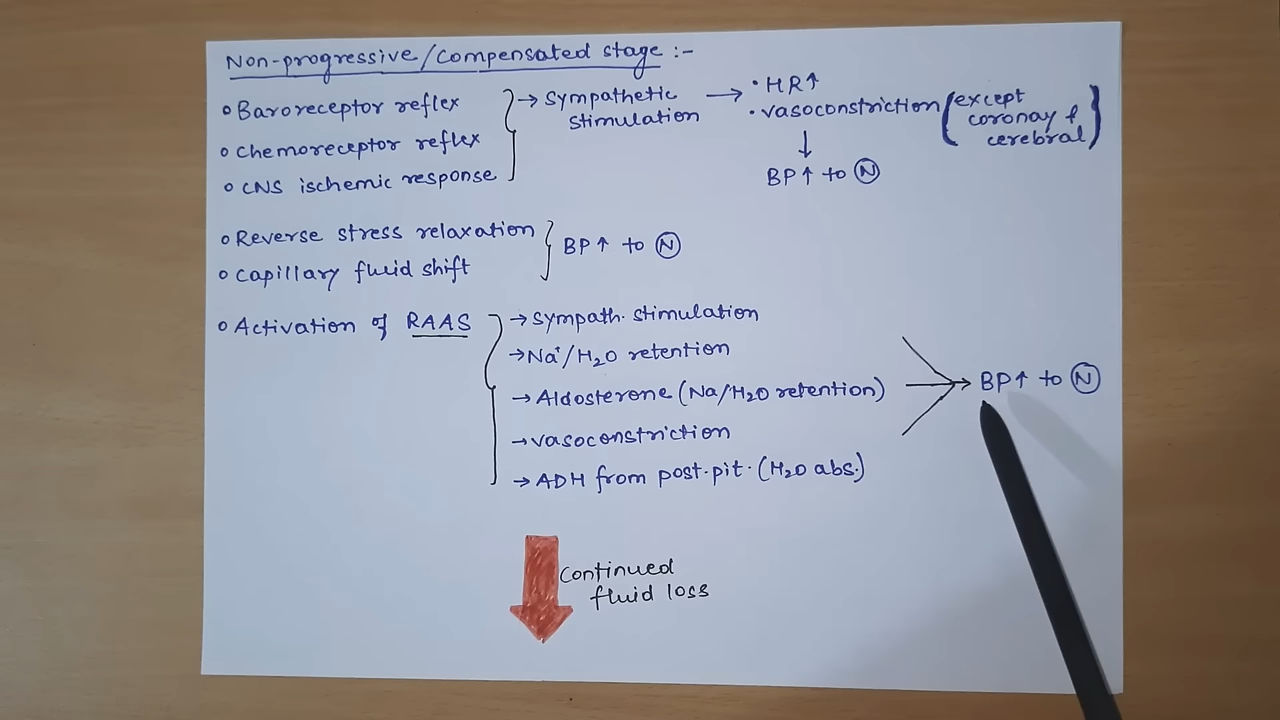 Non-progressive/compensated stage :-
• Baroreceptor reflex
• chemoreceptor reflex
• CNS ischemic response
→ sympathetic stimulation
→ • HR↑
• vasoconstriction (except coronay & cerebral)
↓
BP↑ to Ⓝ
• Reverse stress relaxation
• capillary fluid shift
BP↑ to Ⓝ
• Activation of RAAS
→ sympath. stimulation
→ Na⁺/H₂O retention
→ Aldosterone (Na/H₂O retention)
→ vasoconstriction
→ ADH from post.pit. (H₂O abs.)
→ BP↑ to Ⓝ
continued
fluid loss